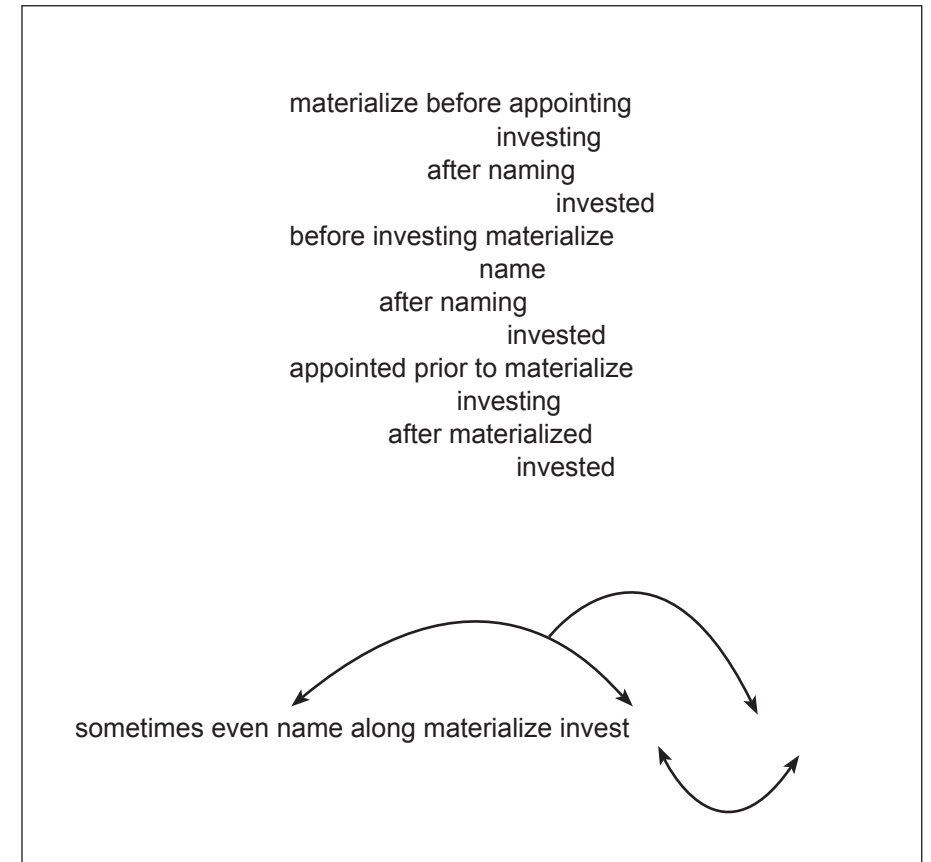 materialize before appointing
investing
after naming
invested
before investing materialize
name
after naming
invested
appointed prior to materialize
investing
after materialized
invested
sometimes even name along materialize invest